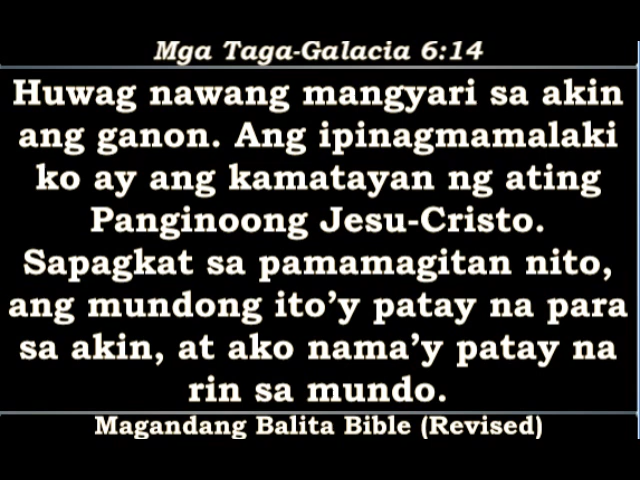 Mga Taga-Galacia 6:14
Huwag nawang mangyari sa akin
ang ganon. Ang ipinagmamalaki
ko ay ang kamatayan ng ating
Panginoong Jesu-Cristo.
Sapagkat sa pamamagitan nito,
ang mundong ito’y patay na para
sa akin, at ako nama’y patay na
rin sa mundo.
Magandang Balita Bible (Revised)